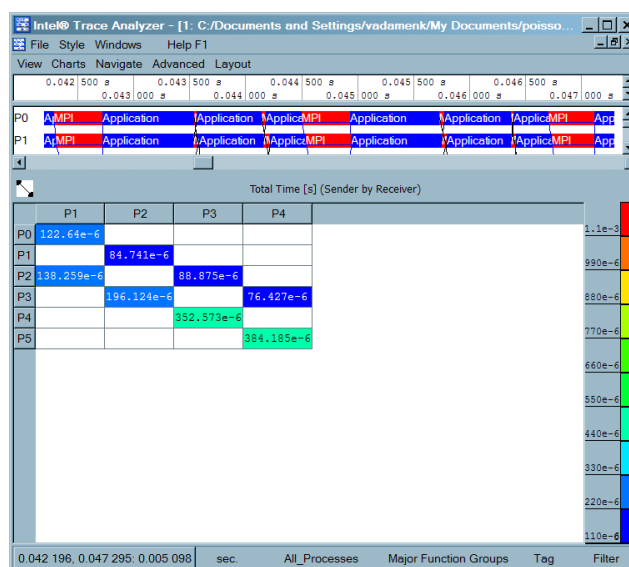 Intel® Trace Analyzer - [1: C:/Documents and Settings/vadamenk/My Documents/poisso...
File Style Windows Help F1
View Charts Navigate Advanced Layout
0.042 500 s 0.043 500 s 0.044 500 s 0.045 500 s 0.046 500 s
0.043 000 s 0.044 000 s 0.045 000 s 0.046 000 s 0.047 000 s
P0 Ap MPI Application Application Applica MPI Application Application Applica MPI App
P1 Ap MPI Application Application Applic MPI Application Application Applica MPI App
Total Time [s] (Sender by Receiver)
P1 P2 P3 P4
P0 122.64e-6
P1 84.741e-6
P2 138.259e-6 88.875e-6
P3 196.124e-6 76.427e-6
P4 352.573e-6
P5 384.185e-6
1.1e-3
990e-6
880e-6
770e-6
660e-6
550e-6
440e-6
330e-6
220e-6
110e-6
0.042 196, 0.047 295: 0.005 098 sec. All_Processes Major Function Groups Tag Filter